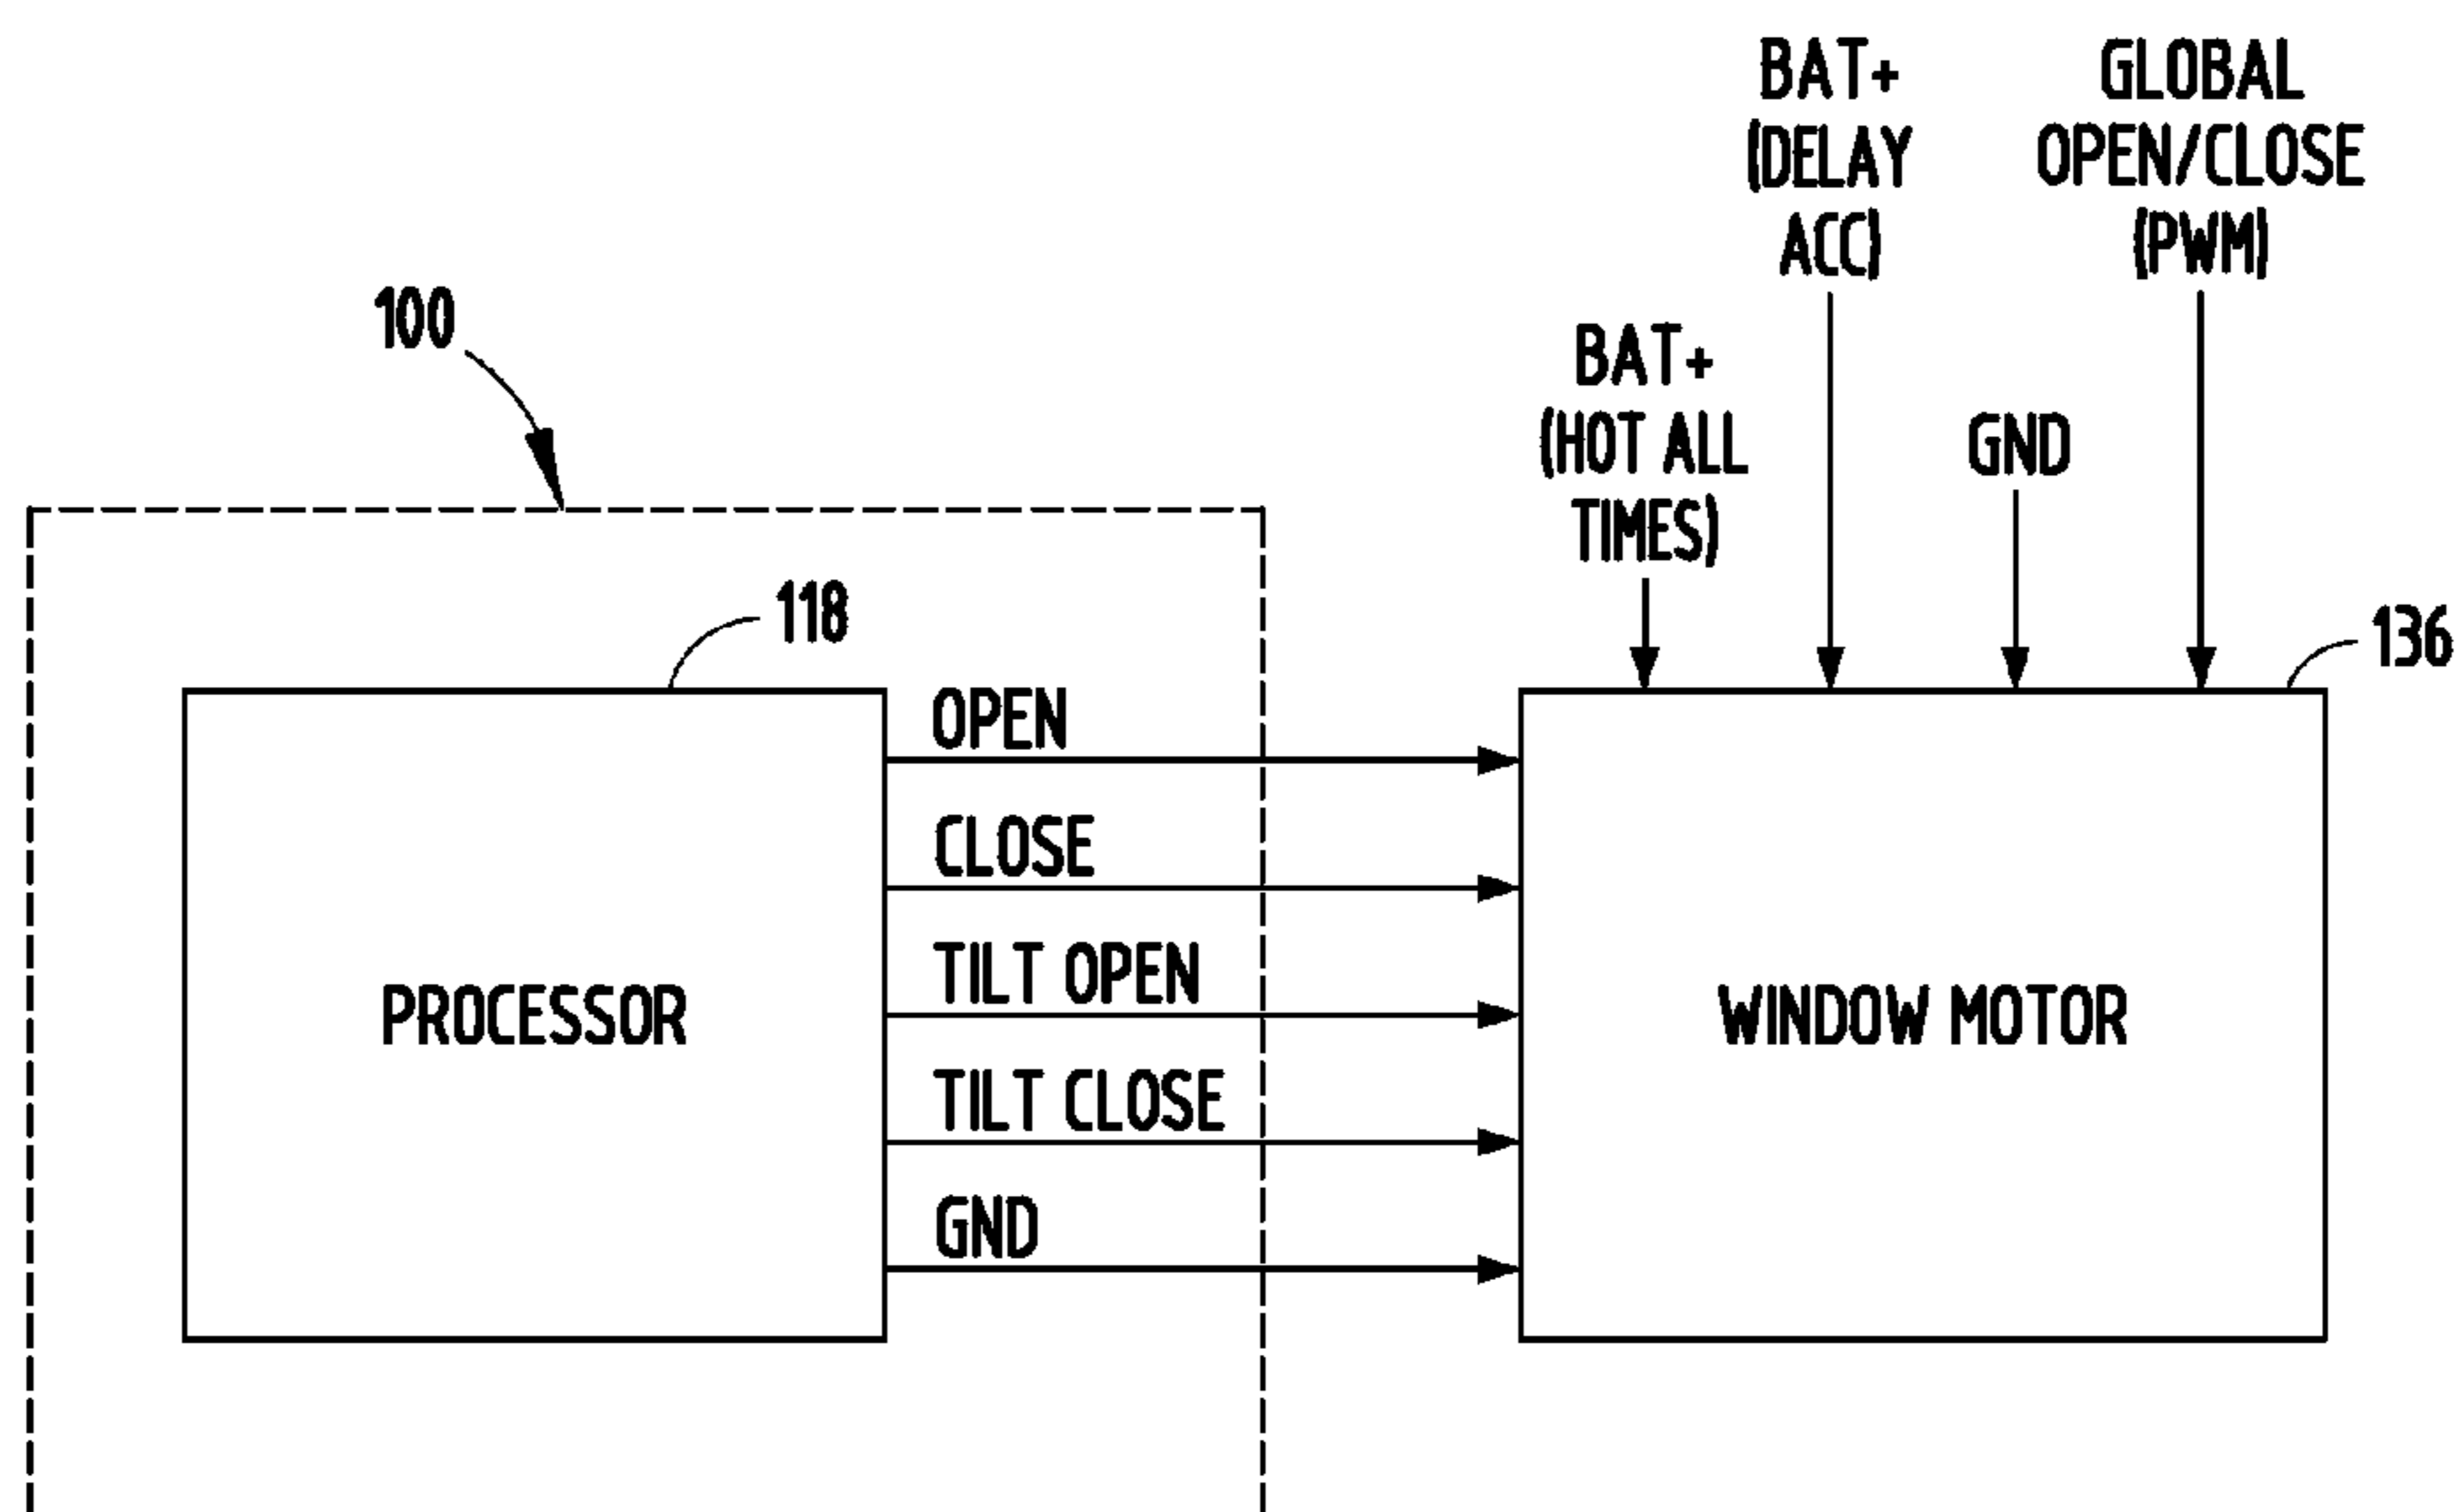 BAT+
(DELAY
ACC)
GLOBAL
OPEN/CLOSE
(PWM)
100
BAT+
(HOT ALL
TIMES)
GND
118
136
OPEN
CLOSE
TILT OPEN
TILT CLOSE
GND
PROCESSOR
WINDOW MOTOR